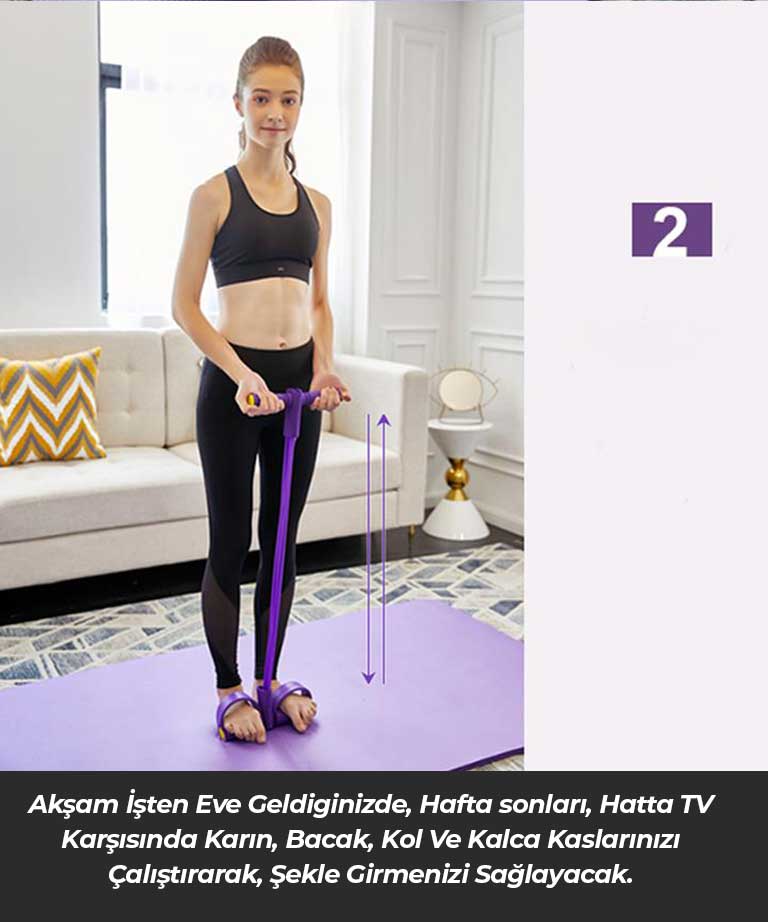 2
Akşam İşten Eve Geldiginizde, Hafta sonları, Hatta TV
Karşısında Karın, Bacak, Kol Ve Kalca Kaslarınızı
Çalıştırarak, Şekle Girmenizi Sağlayacak.